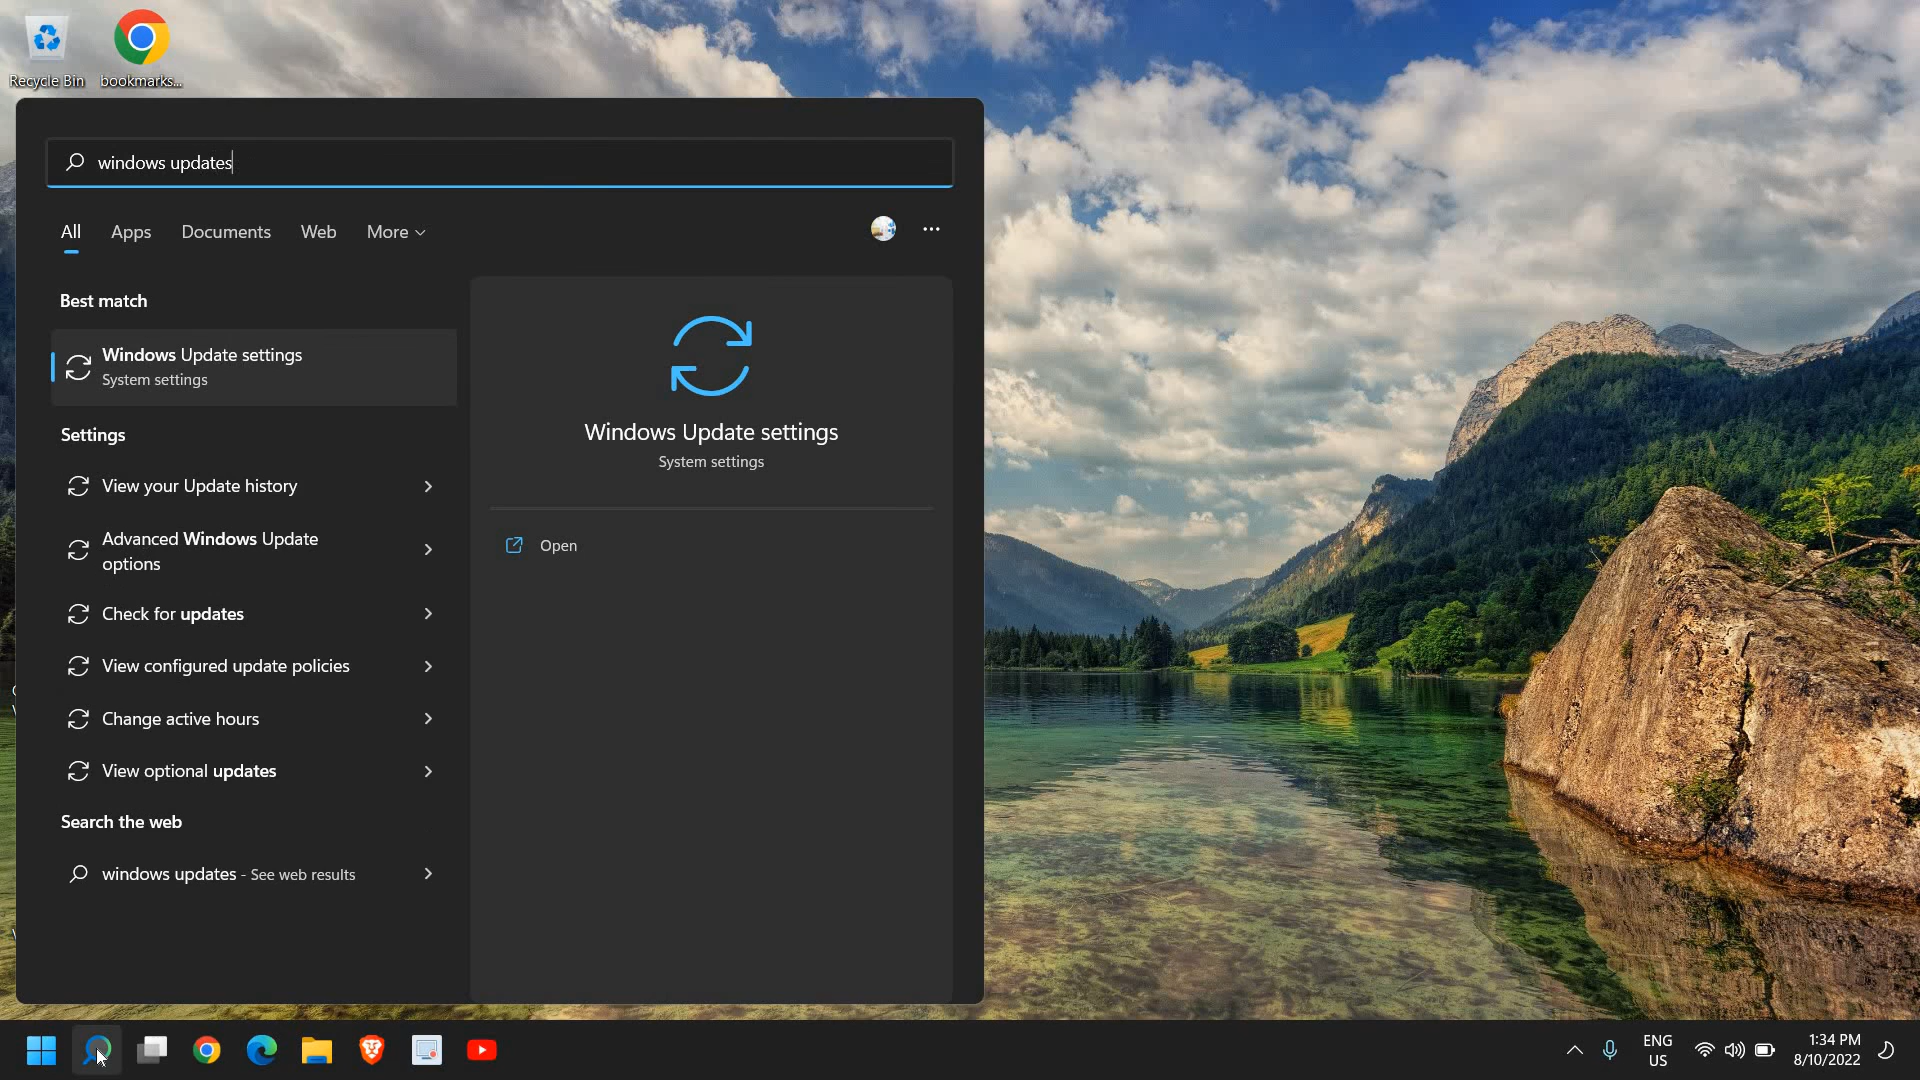 Recycle Bin
bookmarks...
windows updates
All Apps Documents Web More
Best match
Windows Update settings
System settings
Settings
View your Update history
Advanced Windows Update
options
Check for updates
View configured update policies
Change active hours
View optional updates
Search the web
windows updates - See web results
Windows Update settings
System settings
Open
ENG
US
1:34 PM
8/10/2022